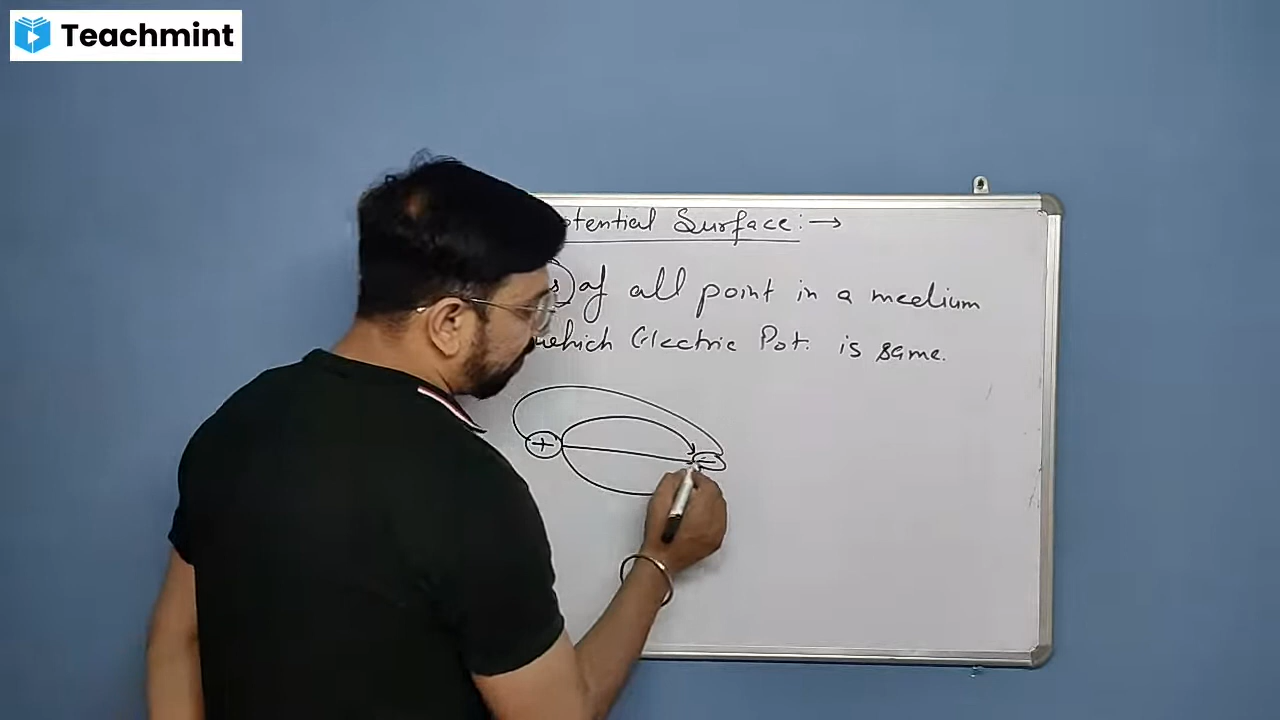 Teachmint
otential Surface: →
s of all point in a medium
which Electric Pot. is same.
+
−